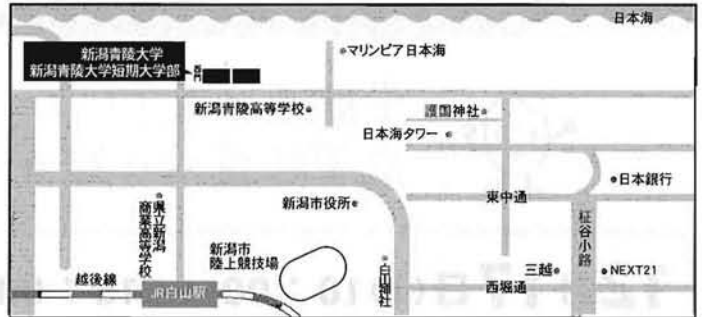 日本海
新潟青陵大学
新潟青陵大学短期大学部
西門
マリンピア日本海
新潟青陵高等学校
護国神社
日本海タワー
日本銀行
東中通
新潟市役所
県立新潟
商業高等学校
柾谷小路
新潟市
陸上競技場
白山神社
三越
NEXT21
越後線
JR白山駅
西堀通